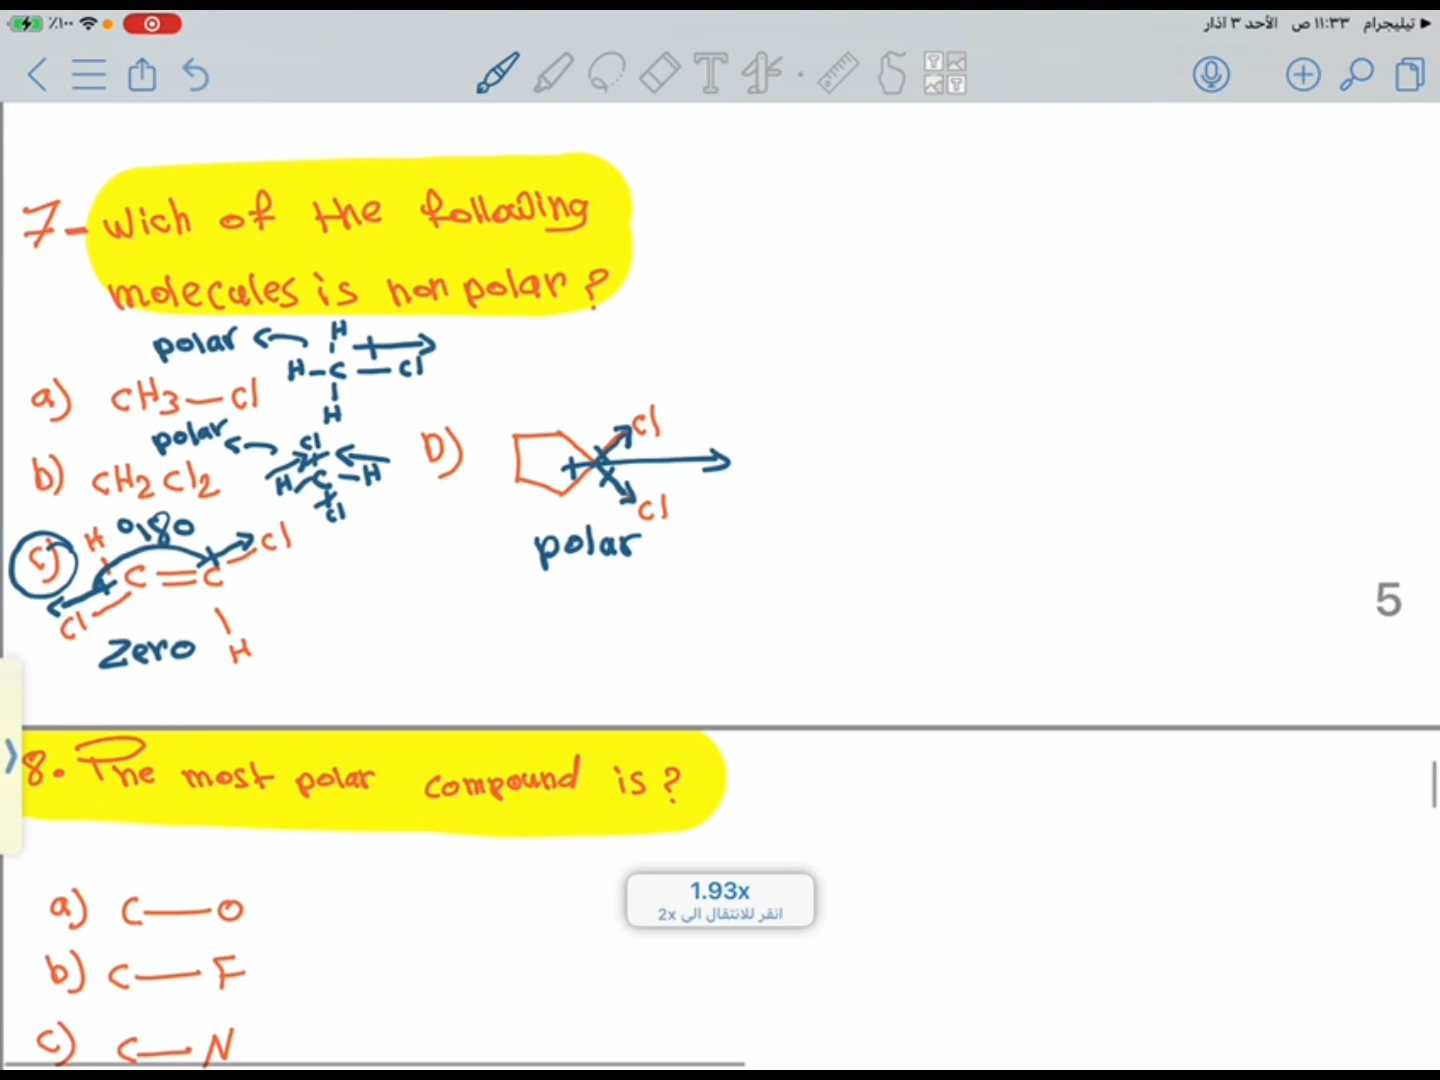 ٪١٠٠ الأحد ٣ آذار ١١:٣٣ ص تيليجرام
7- Wich of the following
molecules is non polar?
polar H
H-C-Cl
H
a) CH3-Cl
polar Cl
H C H
Cl
b) CH2Cl2
D) Cl
Cl
polar
c) H 0,180 Cl
C=C
Cl H
Zero
5
8. The most polar compound is?
a) C-O
b) C-F
c) C-N
1.93x
انقر للانتقال الى 2x